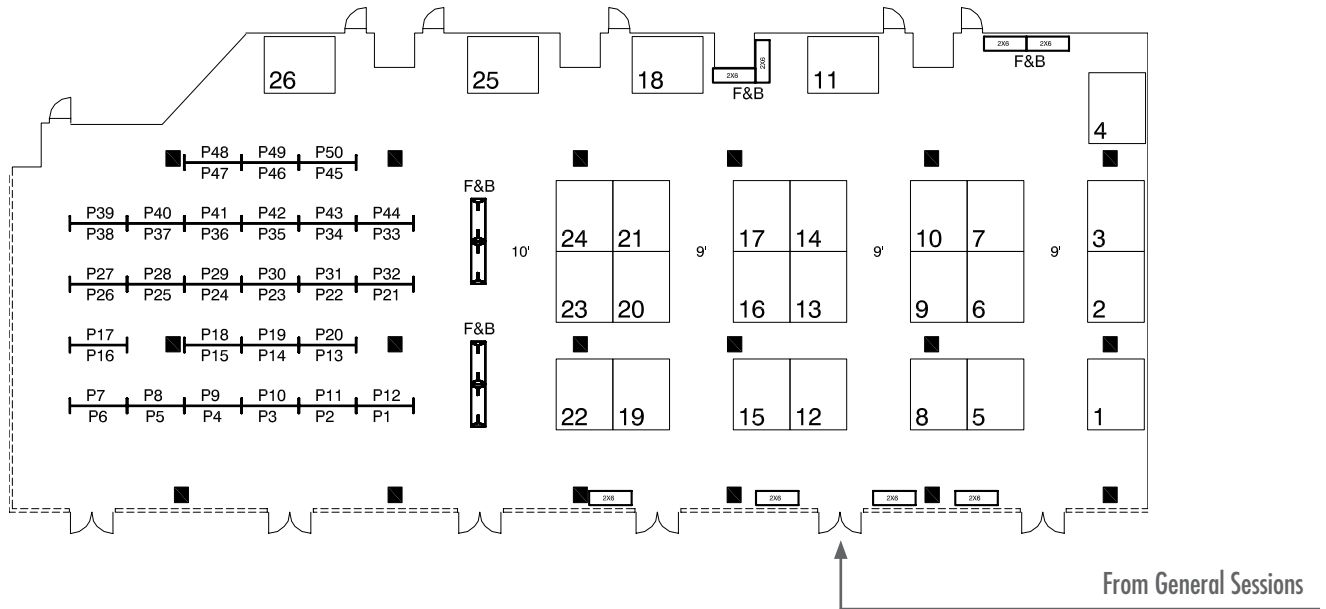 2X6 2X6
F&B
2X6
2X6
F&B
26 25 18 11
4
P48 P49 P50
P47 P46 P45
F&B
P39 P40 P41 P42 P43 P44
P38 P37 P36 P35 P34 P33
24 21 17 14 10 7 3
10' 9' 9' 9'
P27 P28 P29 P30 P31 P32
P26 P25 P24 P23 P22 P21
23 20 16 13 9 6 2
F&B
P17 P18 P19 P20
P16 P15 P14 P13
P7 P8 P9 P10 P11 P12
P6 P5 P4 P3 P2 P1
22 19 15 12 8 5 1
2X6 2X6 2X6 2X6
From General Sessions